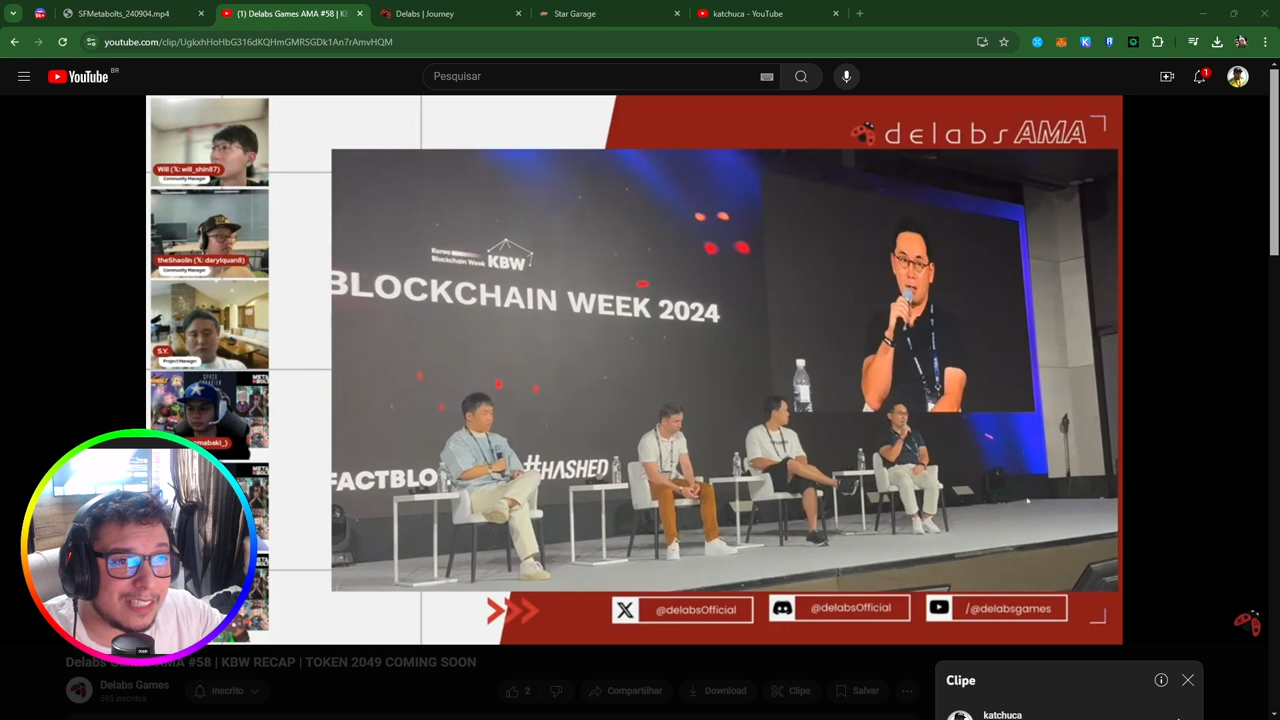 SFMetabolts_240904.mp4
(1) Delabs Games AMA #58 | K
Delabs | Journey
Star Garage
katchuca - YouTube
youtube.com/clip/UgkxhHoHbG316dKQHmGMRSGDk1An7rAmvHQM
YouTube BR
Pesquisar
1
delabs AMA
Will (X: will_shin87)
Community Manager
theShaolin (X: darylquan8)
Community Manager
S.Y.
Project Manager
Korea
Blockchain Week KBW
BLOCKCHAIN WEEK 2024
FACTBLO #HASHED
@delabsOfficial
@delabsOfficial
/@delabsgames
AMA #58 | KBW RECAP | TOKEN 2049 COMING SOON
Delabs Games
595 inscritos
Inscrito
2
Compartilhar
Download
Clipe
Salvar
Clipe
katchuca